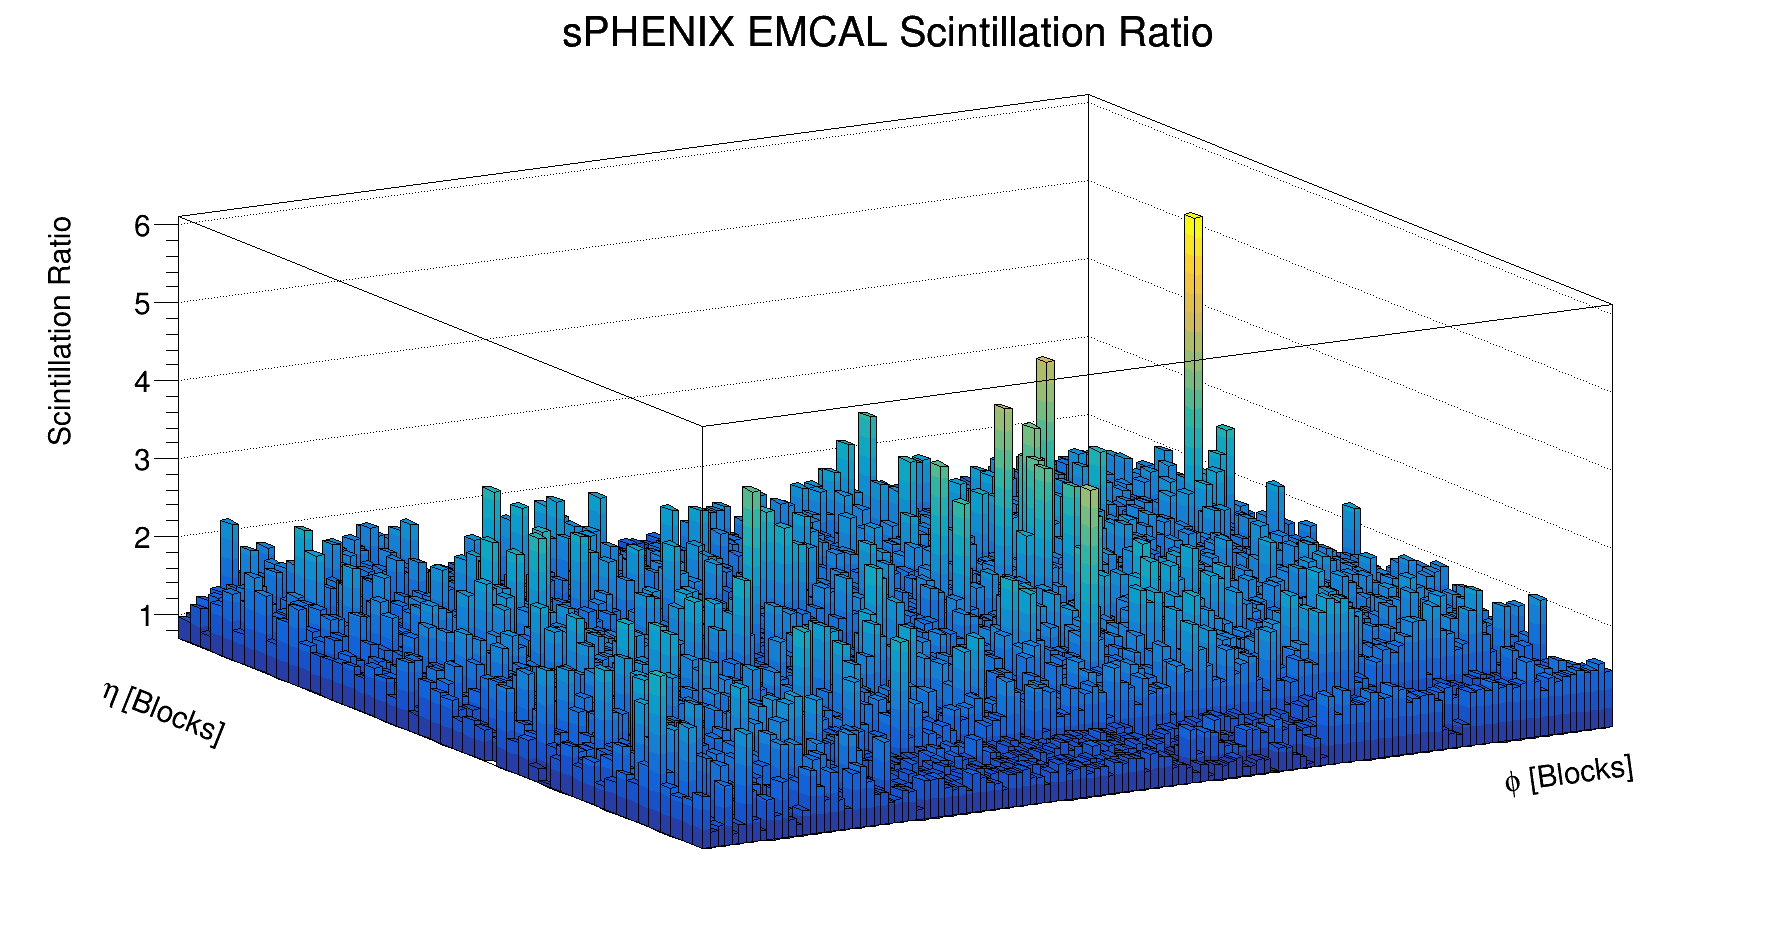 sPHENIX EMCAL Scintillation Ratio
Scintillation Ratio
6
5
4
3
2
1
η [Blocks]
ϕ [Blocks]